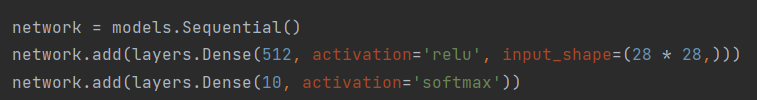 network = models.Sequential()
network.add(layers.Dense(512, activation='relu', input_shape=(28 * 28,)))
network.add(layers.Dense(10, activation='softmax'))